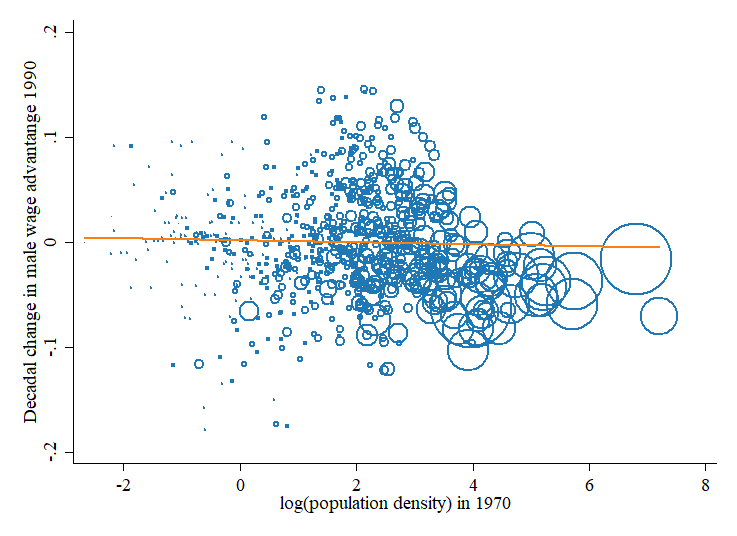 Decadal change in male wage advantange 1990
.2
.1
0
-.1
-.2
-2 0 2 4 6 8
log(population density) in 1970